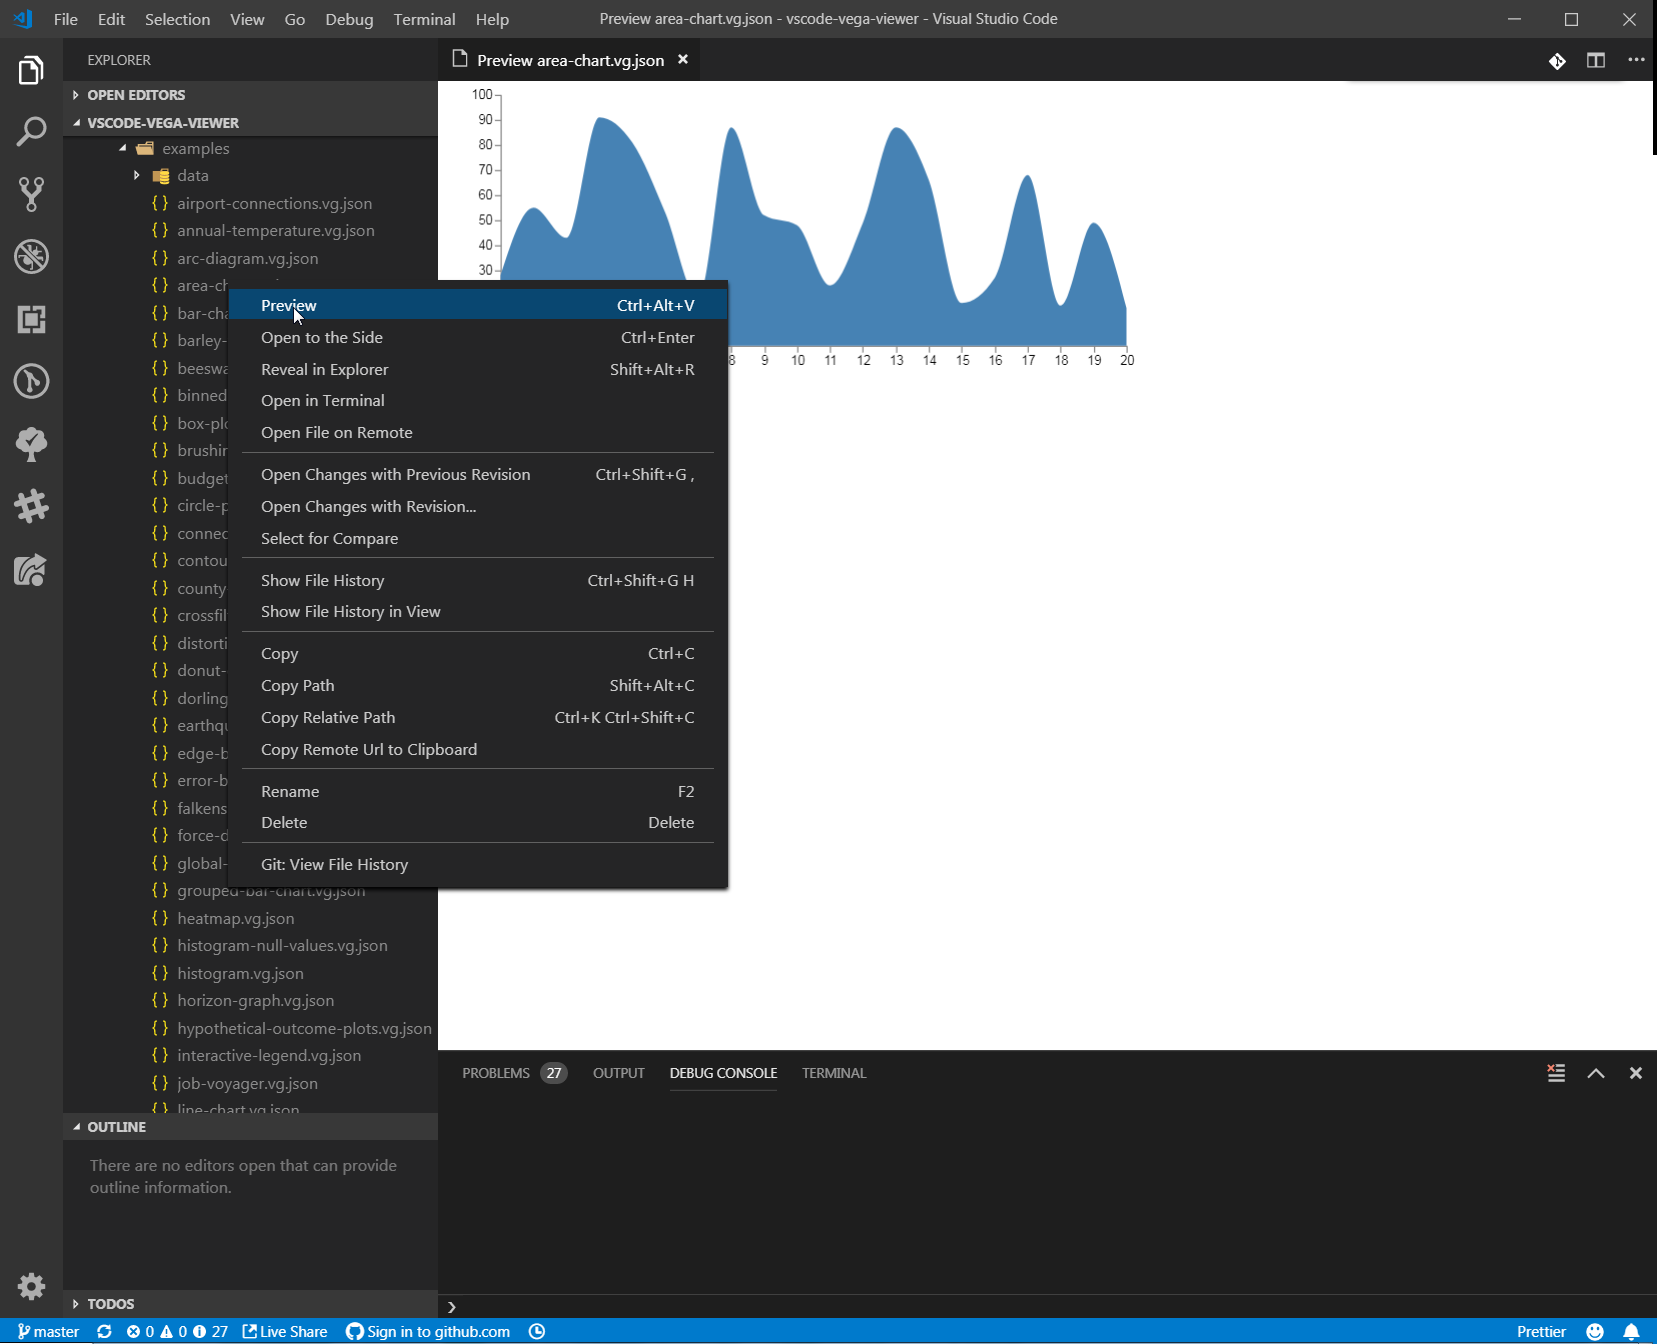 File Edit Selection View Go Debug Terminal Help
Preview area-chart.vg.json - vscode-vega-viewer - Visual Studio Code
EXPLORER
OPEN EDITORS
VSCODE-VEGA-VIEWER
examples
data
airport-connections.vg.json
annual-temperature.vg.json
arc-diagram.vg.json
area-ch
bar-cha
barley-
beeswa
binned
box-plo
brushin
budget
circle-p
connec
contou
county
crossfil
distorti
donut-
dorling
earthqu
edge-b
error-b
falkens
force-d
global-
grouped-bar-chart.vg.json
heatmap.vg.json
histogram-null-values.vg.json
histogram.vg.json
horizon-graph.vg.json
hypothetical-outcome-plots.vg.json
interactive-legend.vg.json
job-voyager.vg.json
line-chart.vg.json
OUTLINE
There are no editors open that can provide
outline information.
TODOS
Preview area-chart.vg.json
100
90
80
70
60
50
40
30
8 9 10 11 12 13 14 15 16 17 18 19 20
Preview Ctrl+Alt+V
Open to the Side Ctrl+Enter
Reveal in Explorer Shift+Alt+R
Open in Terminal
Open File on Remote
Open Changes with Previous Revision Ctrl+Shift+G ,
Open Changes with Revision...
Select for Compare
Show File History Ctrl+Shift+G H
Show File History in View
Copy Ctrl+C
Copy Path Shift+Alt+C
Copy Relative Path Ctrl+K Ctrl+Shift+C
Copy Remote Url to Clipboard
Rename F2
Delete Delete
Git: View File History
PROBLEMS 27 OUTPUT DEBUG CONSOLE TERMINAL
master 0 0 27 Live Share Sign in to github.com Prettier